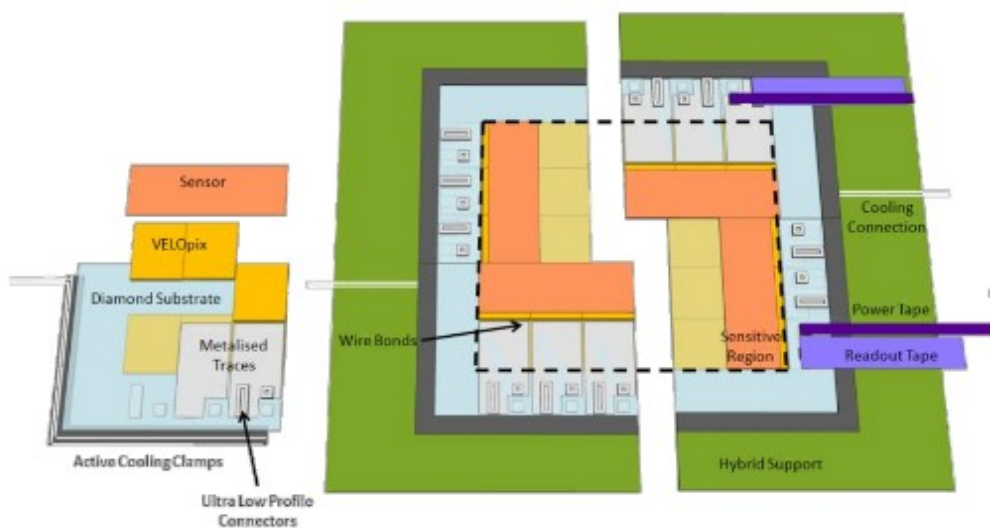 Sensor
VELOpix
Diamond Substrate
Metalised
Traces
Active Cooling Clamps
Ultra Low Profile
Connectors
Wire Bonds
Sensitive
Region
Cooling
Connection
Power Tape
Readout Tape
Hybrid Support